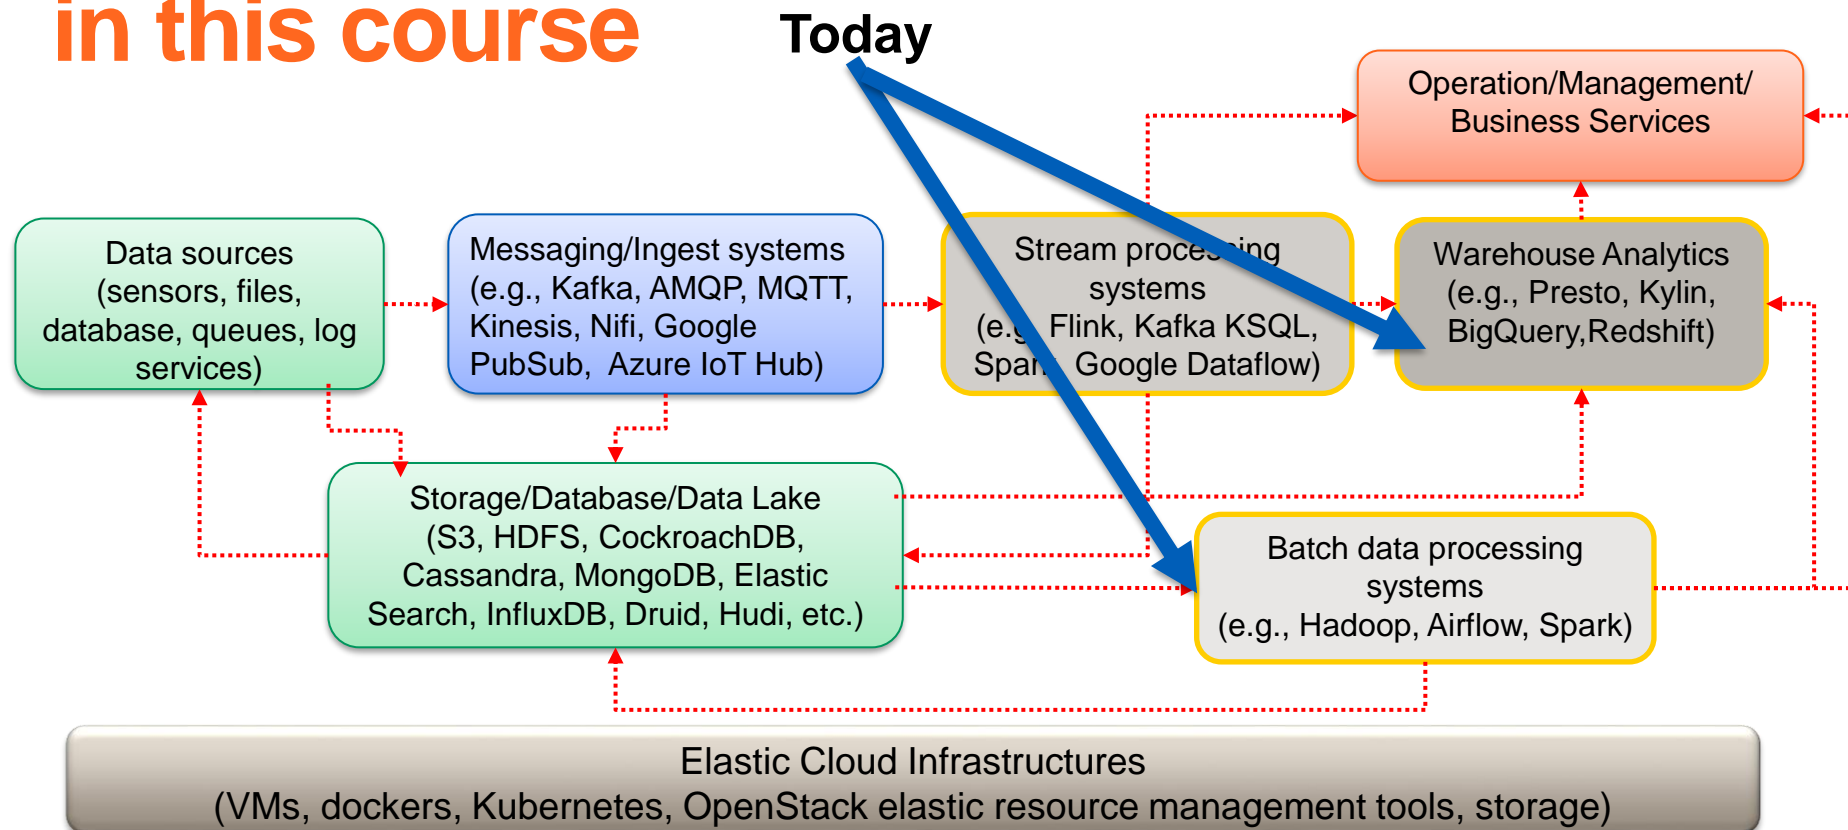 in this course
Today
Operation/Management/
Business Services
Data sources
(sensors, files,
database, queues, log
services)
Messaging/Ingest systems
(e.g., Kafka, AMQP, MQTT,
Kinesis, Nifi, Google
PubSub, Azure IoT Hub)
Stream processing
systems
(e.g. Flink, Kafka KSQL,
Spark Google Dataflow)
Warehouse Analytics
(e.g., Presto, Kylin,
BigQuery,Redshift)
Storage/Database/Data Lake
(S3, HDFS, CockroachDB,
Cassandra, MongoDB, Elastic
Search, InfluxDB, Druid, Hudi, etc.)
Batch data processing
systems
(e.g., Hadoop, Airflow, Spark)
Elastic Cloud Infrastructures
(VMs, dockers, Kubernetes, OpenStack elastic resource management tools, storage)